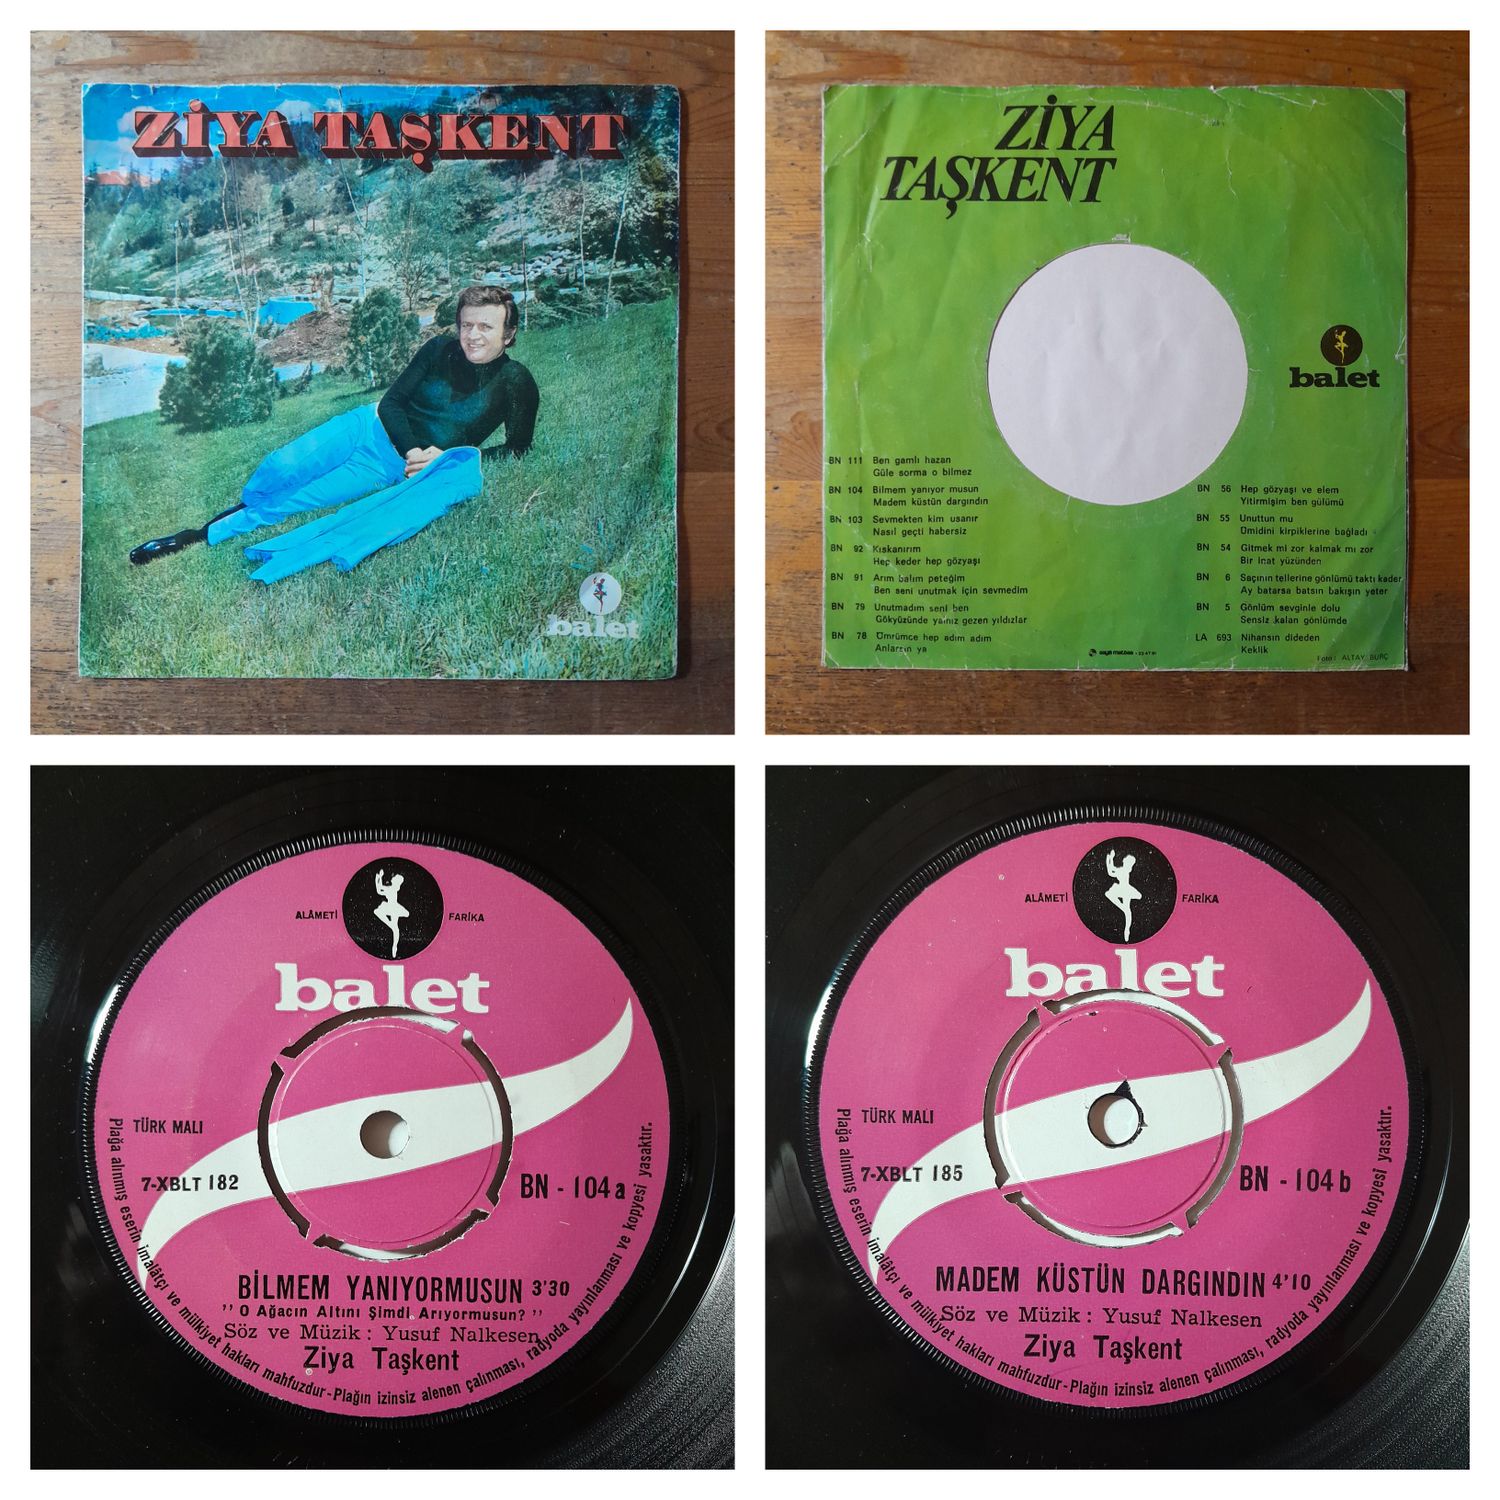 ZİYA TAŞKENT
balet
ZİYA
TAŞKENT
balet
BN 111 Ben gamlı hazan
Güle sorma o bilmez
BN 104 Bilmem yanıyor musun
Madem küstün dargındın
BN 103 Sevmekten kim usanır
Nasıl geçti habersiz
BN 92 Kıskanırım
Hep keder hep gözyaşı
BN 91 Arım balım peteğim
Ben seni unutmak için sevmedim
BN 79 Unutmadım seni ben
Gökyüzünde yalnız gezen yıldızlar
BN 78 Ömrümce hep adım adım
Anlarsın ya
BN 56 Hep gözyaşı ve elem
Yitirmişim ben gülümü
BN 55 Unuttun mu
Ümidini kirpiklerine bağladı
BN 54 Gitmek mi zor kalmak mı zor
Bir inat yüzünden
BN 6 Saçının tellerine gönlümü taktı kader
Ay batarsa batsın bakışın yeter
BN 5 Gönlüm sevginle dolu
Sensiz kalan gönlümde
LA 693 Nihansın dideden
Keklik
Foto: ALTAY BURÇ
ALÂMETİ FARİKA
balet
TÜRK MALI
7-XBLT 182
BN - 104 a
BİLMEM YANIYORMUSUN 3'30
'' O Ağacın Altını Şimdi Arıyormusun? ''
Söz ve Müzik : Yusuf Nalkesen
Ziya Taşkent
Plağa alınmış eserin imalâtçı ve mülkiyet hakları mahfuzdur-Plağın izinsiz alenen çalınması, radyoda yayınlanması ve kopyesi yasaktır.
ALÂMETİ FARİKA
balet
TÜRK MALI
7-XBLT 185
BN - 104 b
MADEM KÜSTÜN DARGINDIN 4'10
Söz ve Müzik : Yusuf Nalkesen
Ziya Taşkent
Plağa alınmış eserin imalâtçı ve mülkiyet hakları mahfuzdur-Plağın izinsiz alenen çalınması, radyoda yayınlanması ve kopyesi yasaktır.